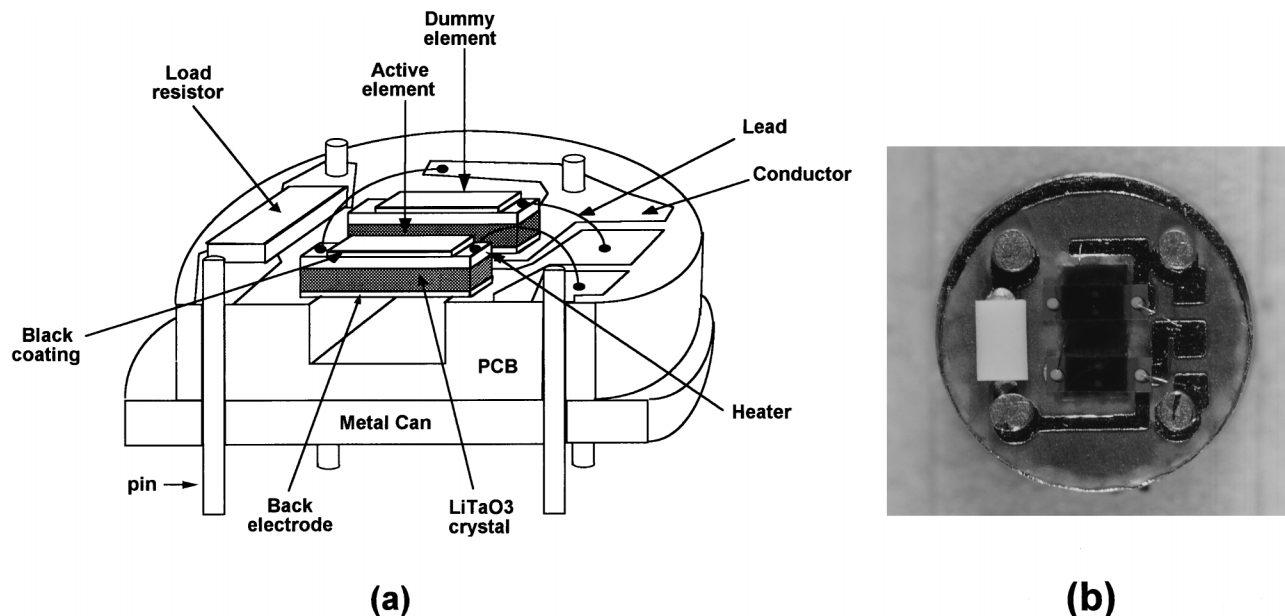 Dummy
element
Active
element
Load
resistor
Lead
Conductor
Black
coating
PCB
Heater
Metal Can
pin
Back
electrode
LiTaO3
crystal
(a)
(b)